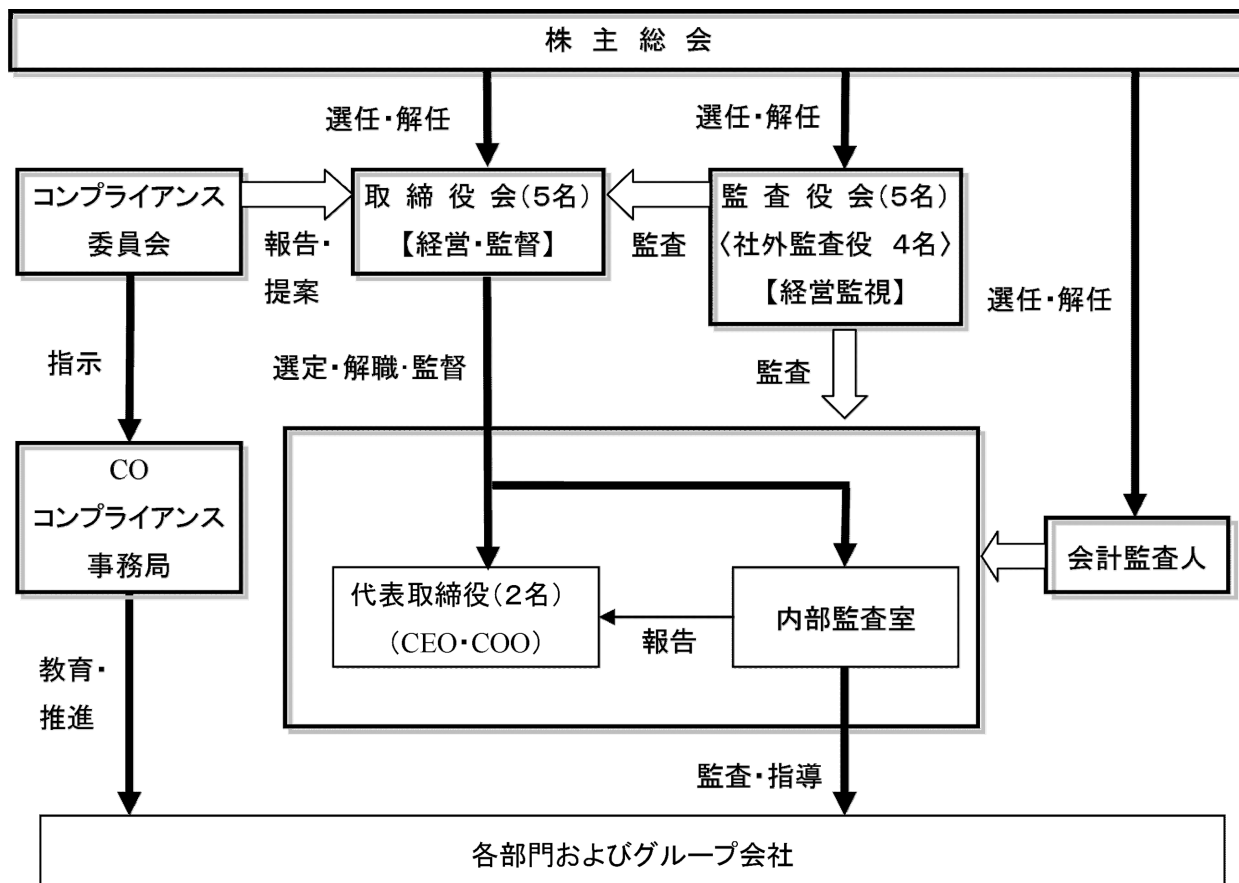 株 主 総 会
選任・解任
選任・解任
コンプライアンス
委員会
報告・
提案
取 締 役 会（5名）
【経営・監督】
監査
監 査 役 会（5名）
〈社外監査役 4名〉
【経営監視】
選任・解任
指示
選定・解職・監督
監査
CO
コンプライアンス
事務局
会計監査人
代表取締役（2名）
（CEO・COO）
報告
内部監査室
教育・
推進
監査・指導
各部門およびグループ会社